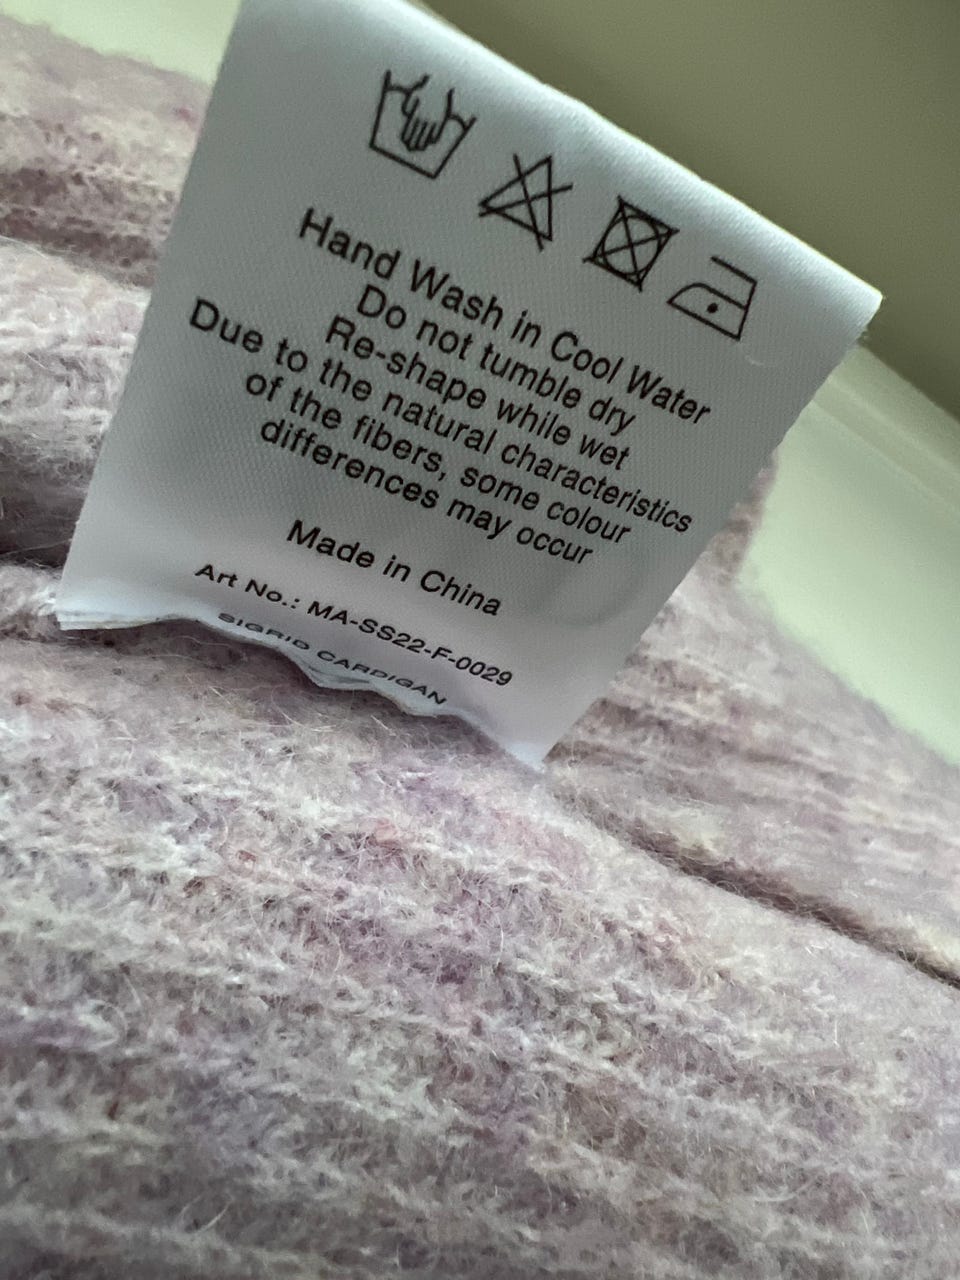 Hand Wash in Cool Water
Do not tumble dry
Re-shape while wet
Due to the natural characteristics
of the fibers, some colour
differences may occur
Made in China
Art No.: MA-SS22-F-0029
SIGRID CARDIGAN